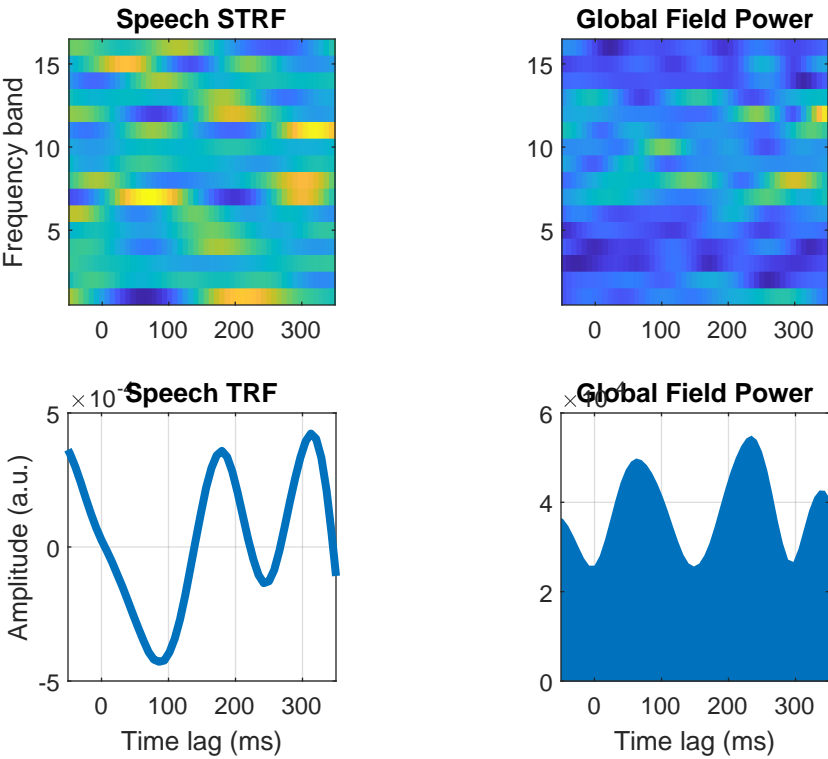 Speech STRF
Frequency band
15
10
5
0 100 200 300
Global Field Power
15
10
5
0 100 200 300
Speech TRF
Amplitude (a.u.)
5
0
-5
0 100 200 300
Time lag (ms)
Global Field Power
6
4
2
0
0 100 200 300
Time lag (ms)